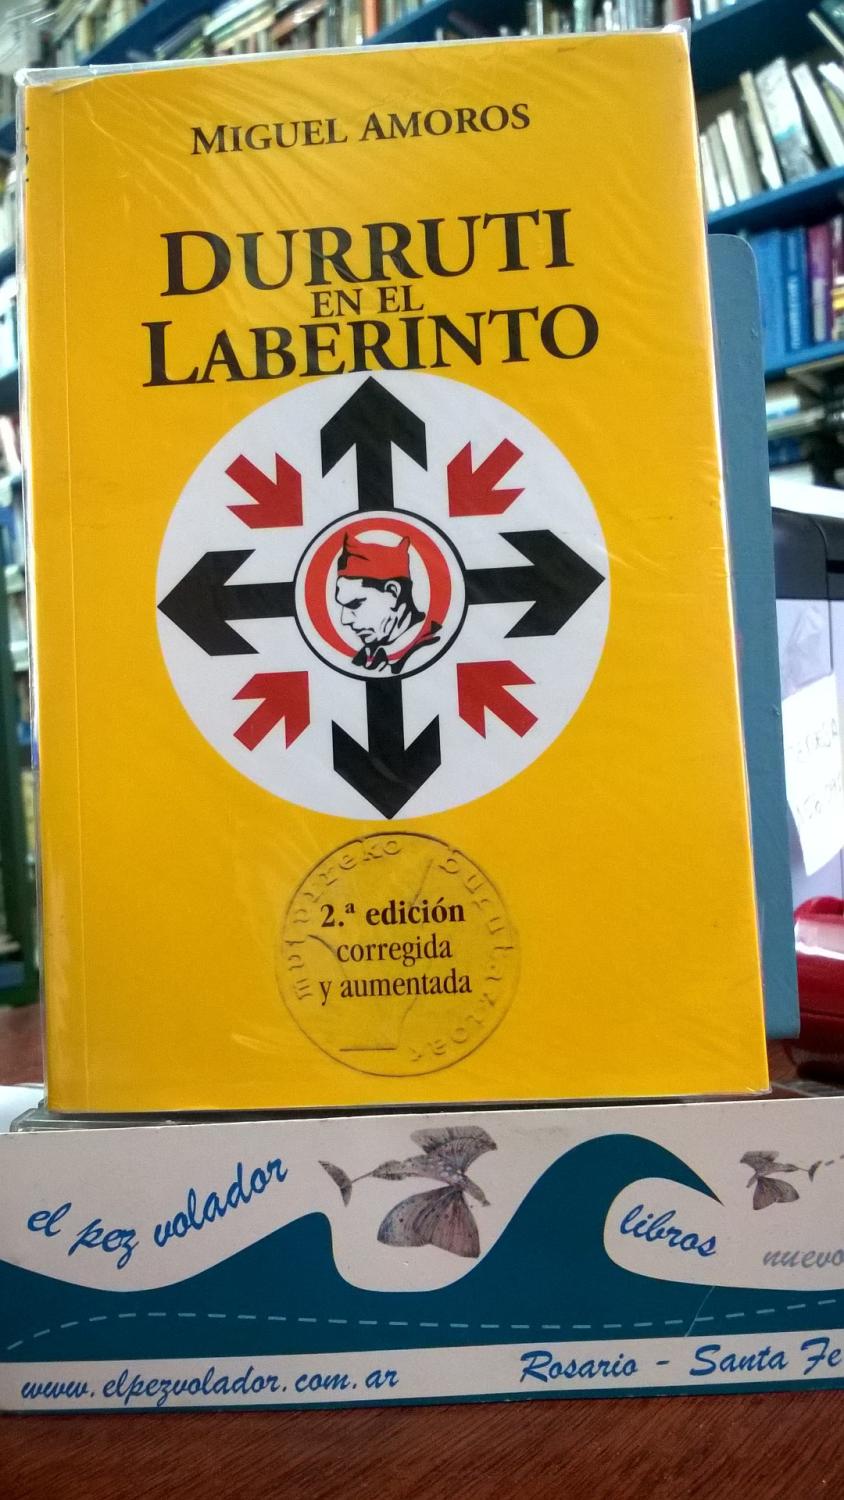 MIGUEL AMOROS
DURRUTI
EN EL
LABERINTO
2.ª edición
corregida
y aumentada
el pez volador
libros
nuevo
www.elpezvolador.com.ar
Rosario - Santa Fe